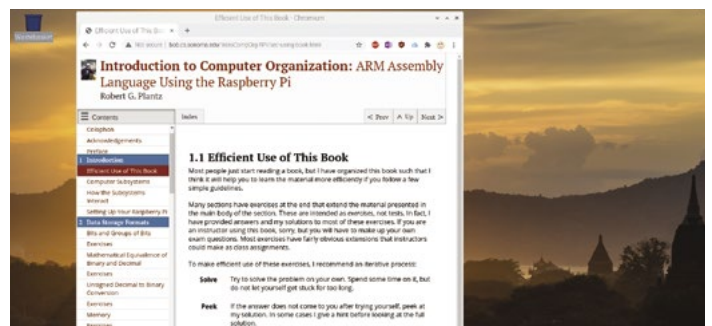 Efficient Use of This Book - Chromium
Efficient Use of This Bo
Not secure | bob.cs.sonoma.edu
Introduction to Computer Organization: ARM Assembly
Language Using the Raspberry Pi
Robert G. Plantz
Contents
Index
< Prev
Up
Next >
Colophon
Acknowledgements
Preface
1 Introduction
Efficient Use of This Book
Computer Subsystems
How the Subsystems
Interact
Setting Up Your Raspberry Pi
2 Data Storage Formats
Bits and Groups of Bits
Exercises
Mathematical Equivalence of
Binary and Decimal
Exercises
Unsigned Decimal to Binary
Conversion
Exercises
Memory
Exercises
1.1 Efficient Use of This Book
Most people just start reading a book, but I have organized this book such that I
think it will help you to learn the material more efficiently if you follow a few
simple guidelines.
Many sections have exercises at the end that extend the material presented in
the main body of the section. These are intended as exercises, not tests. In fact, I
have provided answers and my solutions to most of these exercises. If you are
an instructor using this book, sorry, but you will have to make up your own
exam questions. Most exercises have fairly obvious extensions that instructors
could make as class assignments.
To make efficient use of these exercises, I recommend an iterative process:
Solve Try to solve the problem on your own. Spend some time on it, but
do not let yourself get stuck for too long.
Peek If the answer does not come to you after trying yourself, peek at
my solution. In some cases I give a hint before looking at the full
solution.